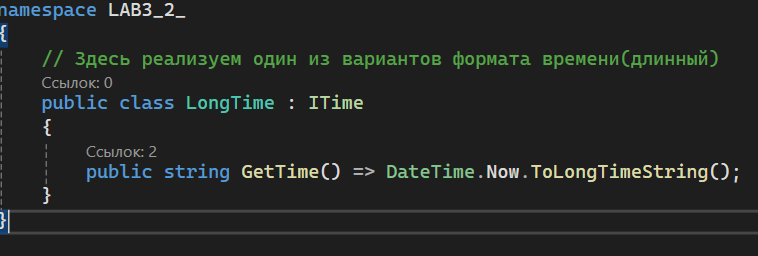 namespace LAB3_2_
{
// Здесь реализуем один из вариантов формата времени(длинный)
Ссылок: 0
public class LongTime : ITime
{
Ссылок: 2
public string GetTime() => DateTime.Now.ToLongTimeString();
}
}